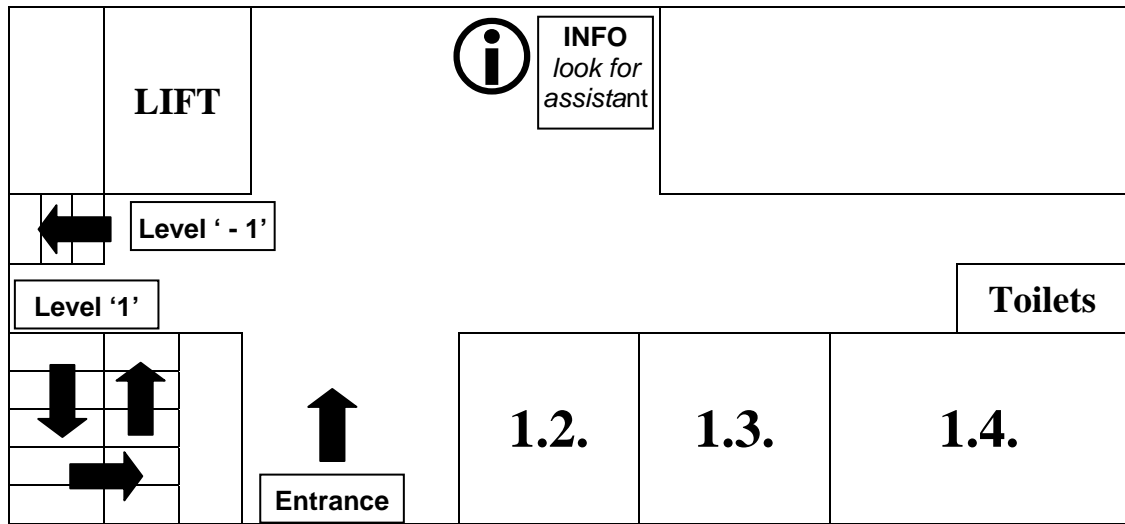 INFO
look for
assistant
LIFT
Level ‘ - 1’
Level ‘1’
Toilets
1.2.
1.3.
1.4.
Entrance